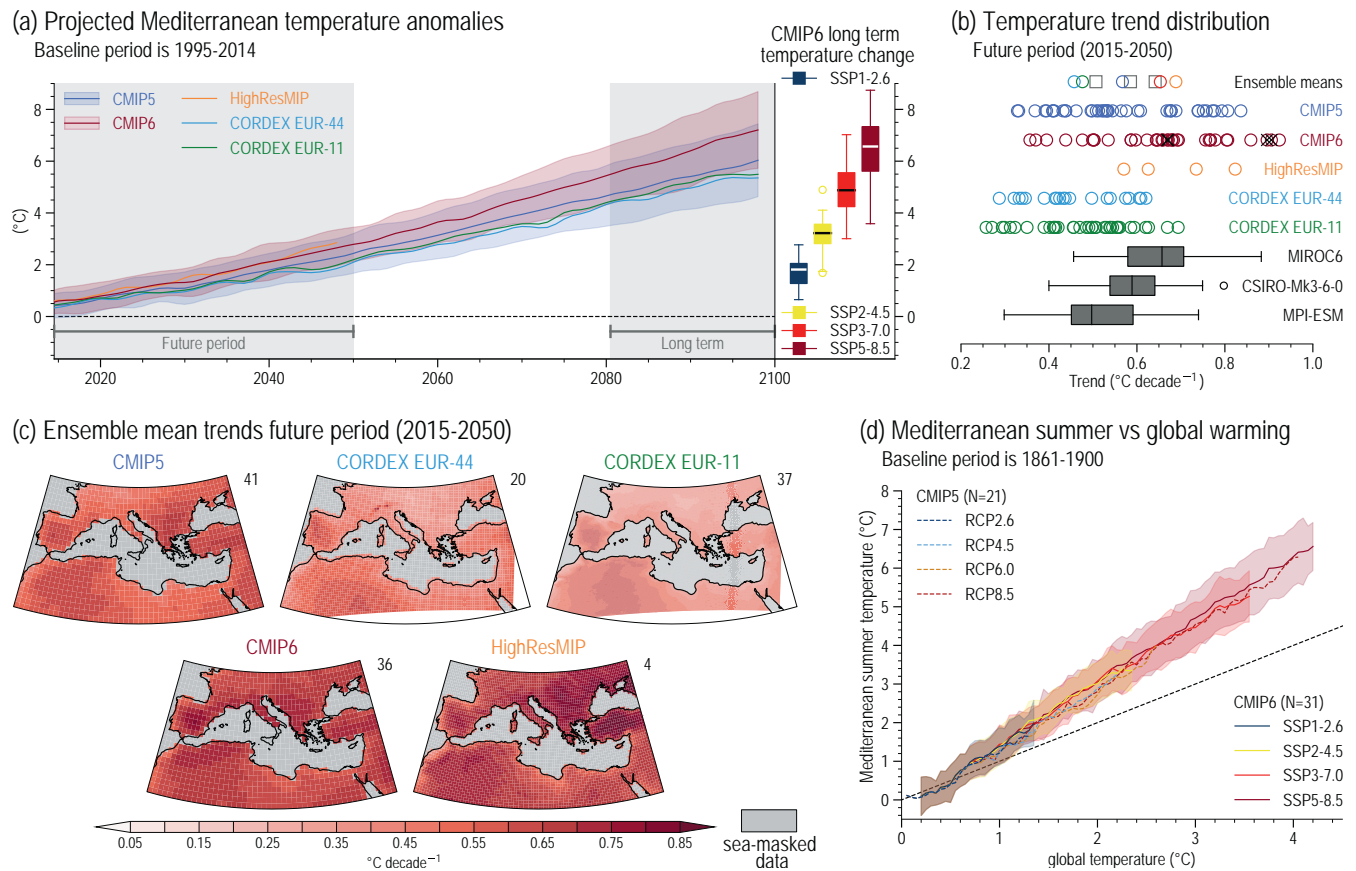 (a) Projected Mediterranean temperature anomalies
Baseline period is 1995-2014
CMIP6 long term
temperature change
SSP1-2.6
CMIP5
CMIP6
HighResMIP
CORDEX EUR-44
CORDEX EUR-11
(°C)
8
6
4
2
0
SSP2-4.5
SSP3-7.0
SSP5-8.5
Future period
Long term
2020
2040
2060
2080
2100
(b) Temperature trend distribution
Future period (2015-2050)
Ensemble means
CMIP5
CMIP6
HighResMIP
CORDEX EUR-44
CORDEX EUR-11
MIROC6
CSIRO-Mk3-6-0
MPI-ESM
0.2
0.4
0.6
0.8
1.0
Trend (°C decade⁻¹)
(c) Ensemble mean trends future period (2015-2050)
CMIP5
41
CORDEX EUR-44
20
CORDEX EUR-11
37
CMIP6
36
HighResMIP
4
0.05
0.15
0.25
0.35
0.45
0.55
0.65
0.75
0.85
°C decade⁻¹
sea-masked
data
(d) Mediterranean summer vs global warming
Baseline period is 1861-1900
Mediterranean summer temperature (°C)
8
7
6
5
4
3
2
1
0
CMIP5 (N=21)
RCP2.6
RCP4.5
RCP6.0
RCP8.5
CMIP6 (N=31)
SSP1-2.6
SSP2-4.5
SSP3-7.0
SSP5-8.5
0
1
2
3
4
global temperature (°C)